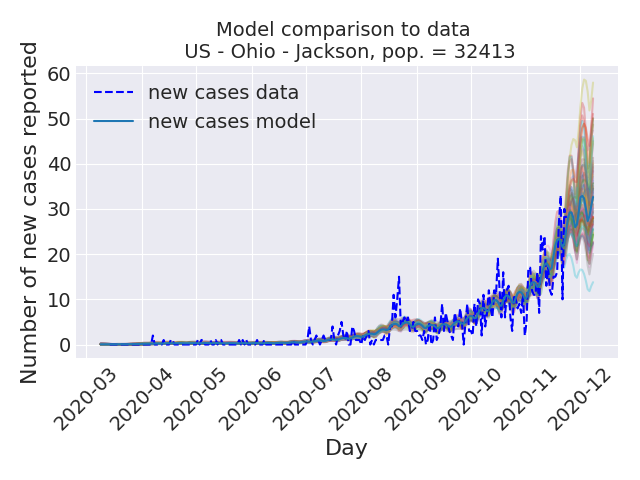 Model comparison to data
US - Ohio - Jackson, pop. = 32413
Number of new cases reported
60
50
40
30
20
10
0
new cases data
new cases model
2020-03
2020-04
2020-05
2020-06
2020-07
2020-08
2020-09
2020-10
2020-11
2020-12
Day